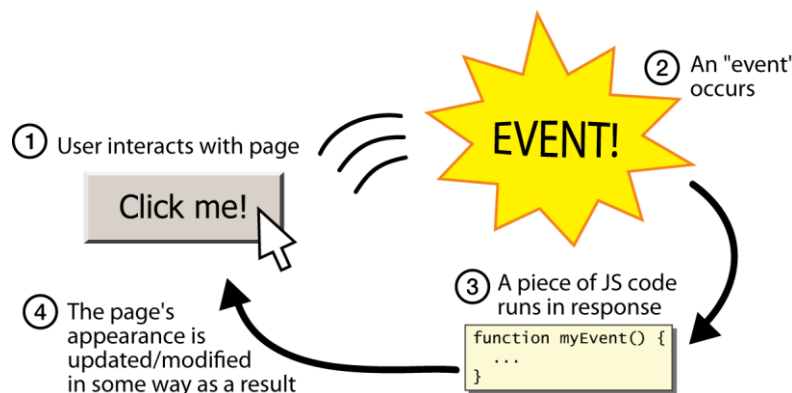 1 User interacts with page
Click me!
EVENT!
2 An "event'
occurs
3 A piece of JS code
runs in response
function myEvent() {
...
}
4 The page's
appearance is
updated/modified
in some way as a result